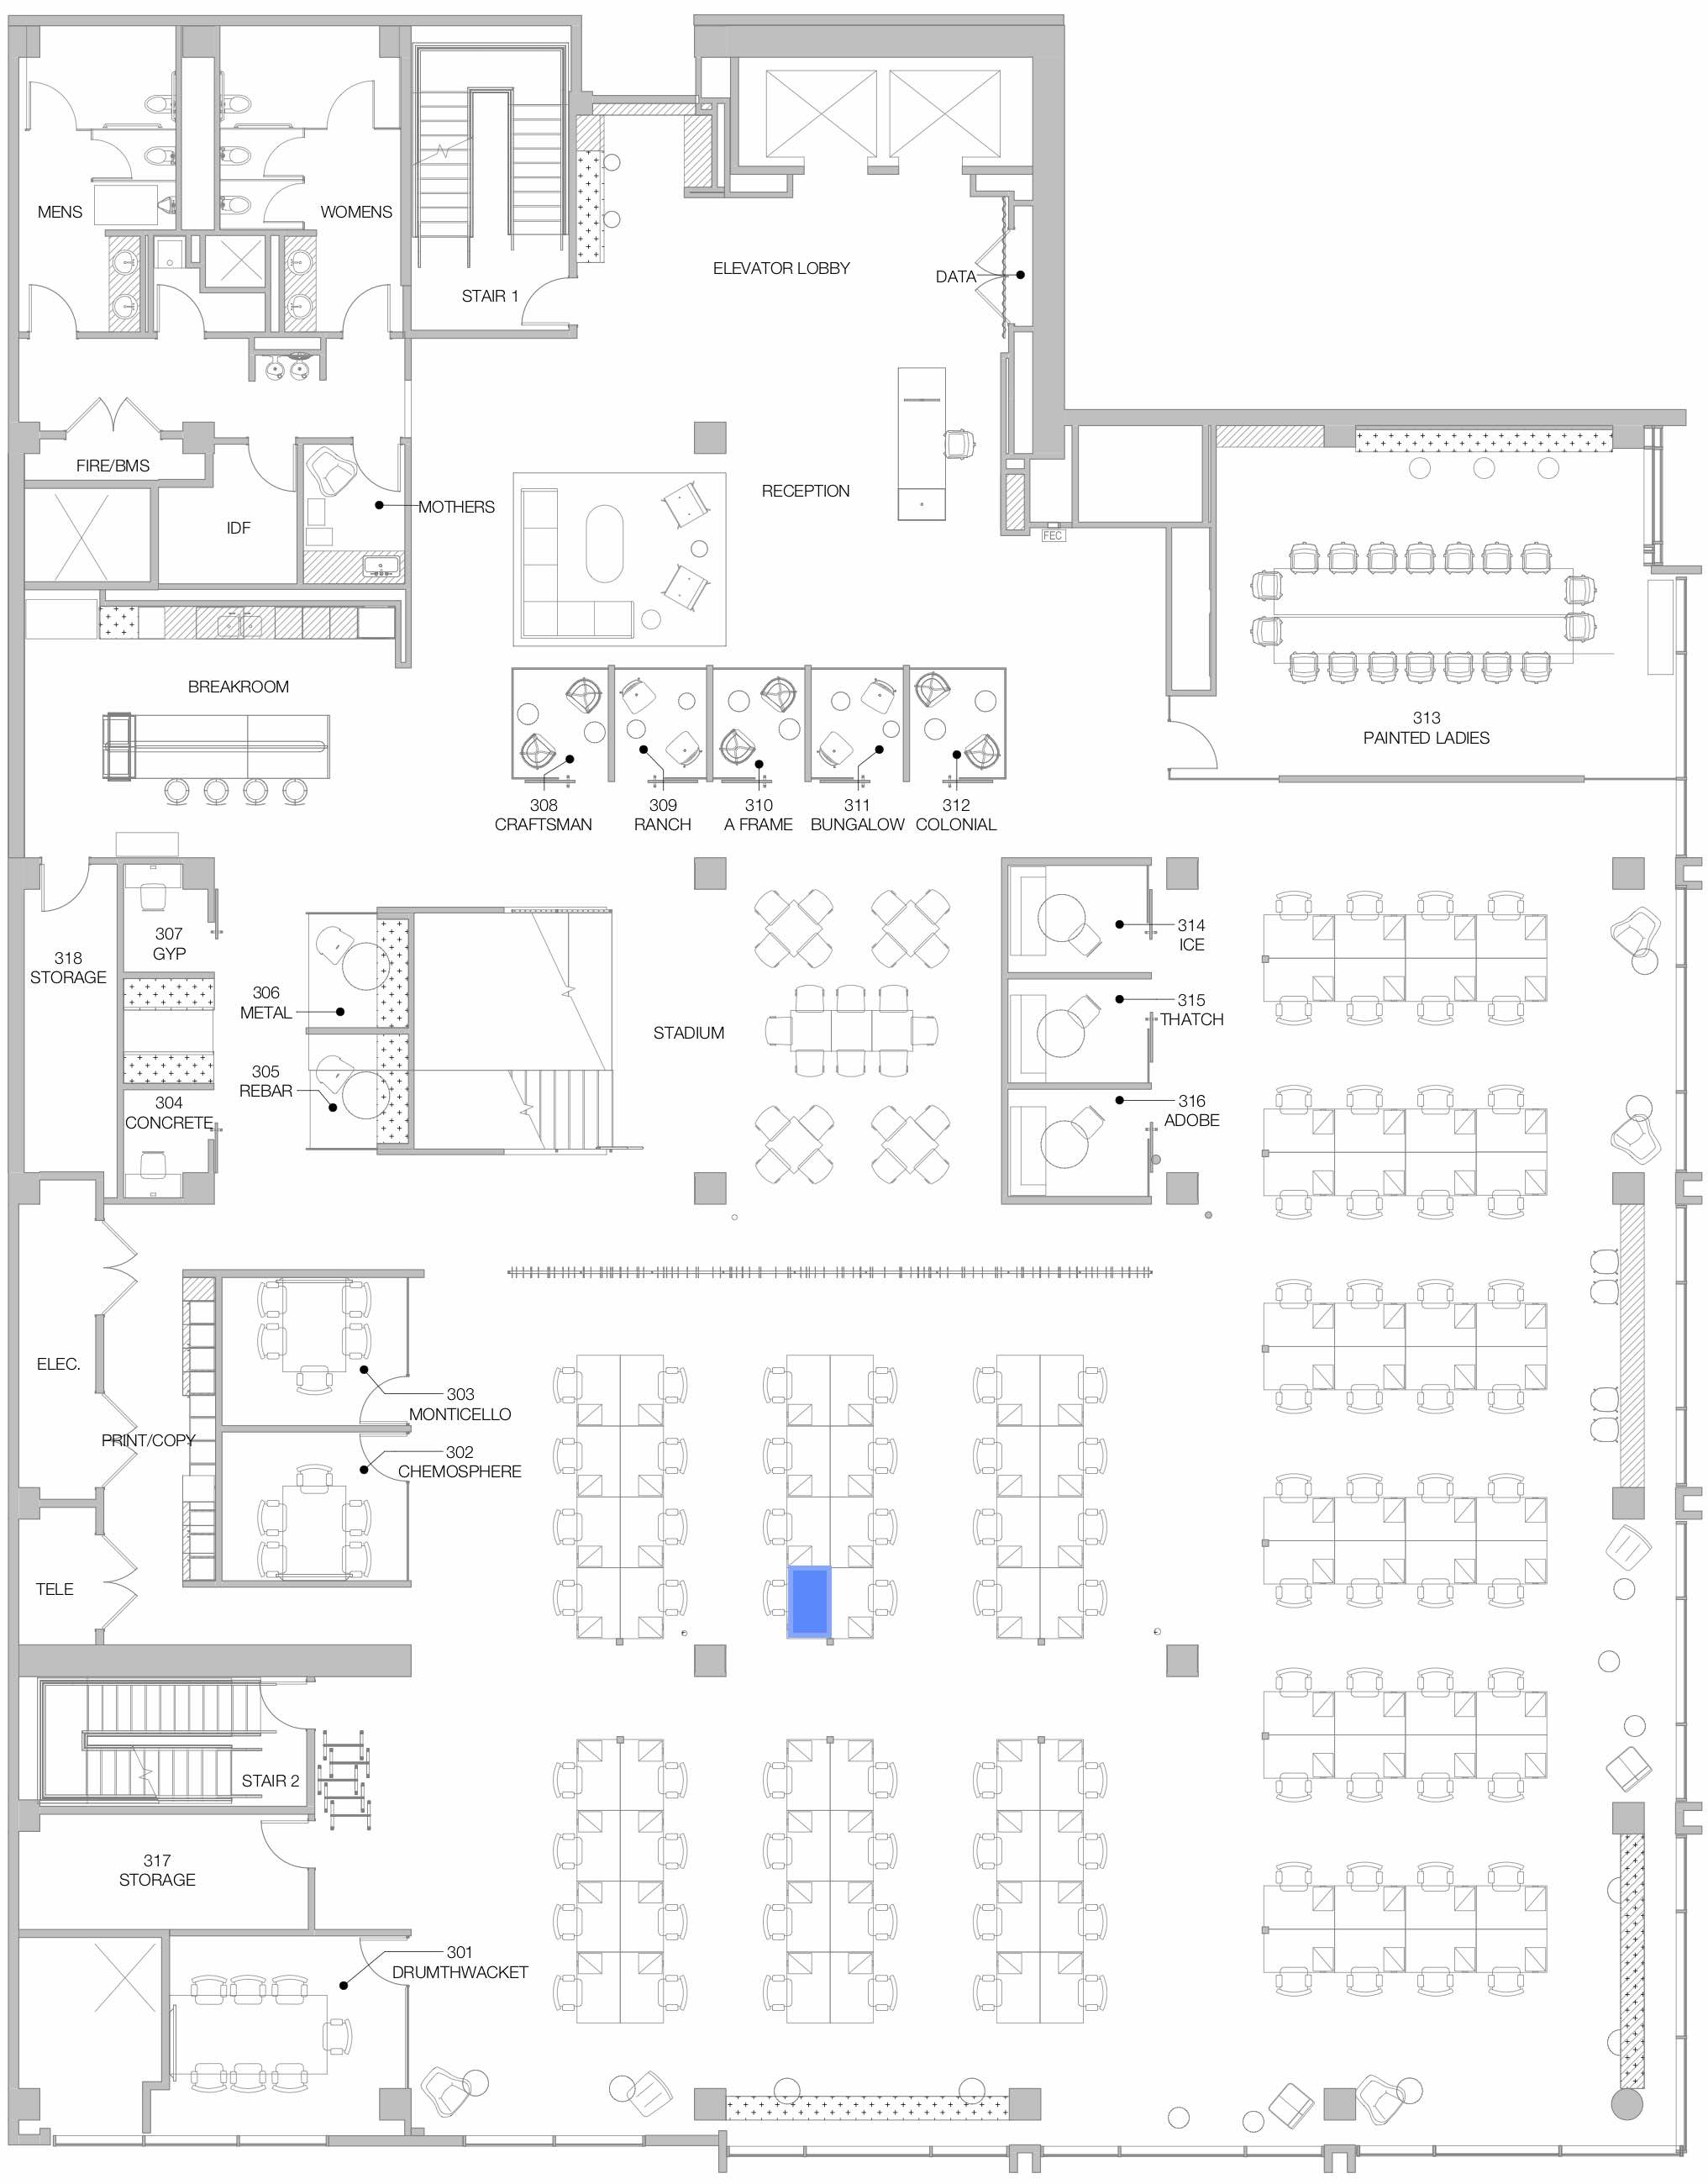 MENS
WOMENS
STAIR 1
ELEVATOR LOBBY
DATA
FIRE/BMS
IDF
MOTHERS
RECEPTION
FEC
BREAKROOM
313
PAINTED LADIES
308
CRAFTSMAN
309
RANCH
310
A FRAME
311
BUNGALOW
312
COLONIAL
307
GYP
318
STORAGE
306
METAL
305
REBAR
304
CONCRETE
STADIUM
314
ICE
315
THATCH
316
ADOBE
ELEC.
303
MONTICELLO
PRINT/COPY
302
CHEMOSPHERE
TELE
STAIR 2
317
STORAGE
301
DRUMTHWACKET